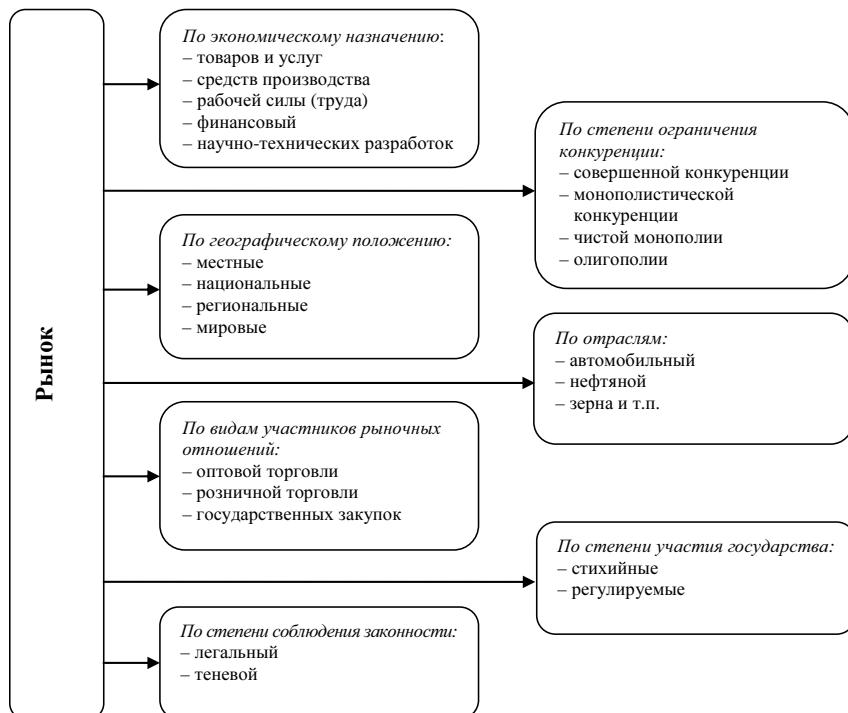 Рынок
По экономическому назначению:
– товаров и услуг
– средств производства
– рабочей силы (труда)
– финансовый
– научно-технических разработок
По степени ограничения
конкуренции:
– совершенной конкуренции
– монополистической
конкуренции
– чистой монополии
– олигополии
По географическому положению:
– местные
– национальные
– региональные
– мировые
По отраслям:
– автомобильный
– нефтяной
– зерна и т.п.
По видам участников рыночных
отношений:
– оптовой торговли
– розничной торговли
– государственных закупок
По степени участия государства:
– стихийные
– регулируемые
По степени соблюдения законности:
– легальный
– теневой